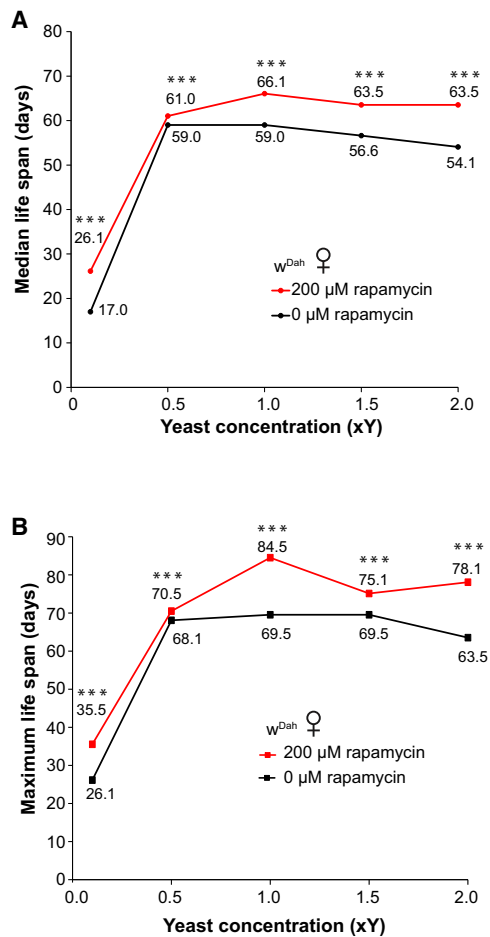 A
Median life span (days)
80
70
60
50
40
30
20
10
0
*** *** *** *** ***
26.1 61.0 66.1 63.5 63.5
17.0 59.0 59.0 56.6 54.1
wDah ♀
200 µM rapamycin
0 µM rapamycin
0 0.5 1.0 1.5 2.0
Yeast concentration (xY)
B
Maximum life span (days)
90
80
70
60
50
40
30
20
10
0
*** *** *** *** ***
35.5 70.5 84.5 75.1 78.1
26.1 68.1 69.5 69.5 63.5
wDah ♀
200 µM rapamycin
0 µM rapamycin
0.0 0.5 1.0 1.5 2.0
Yeast concentration (xY)